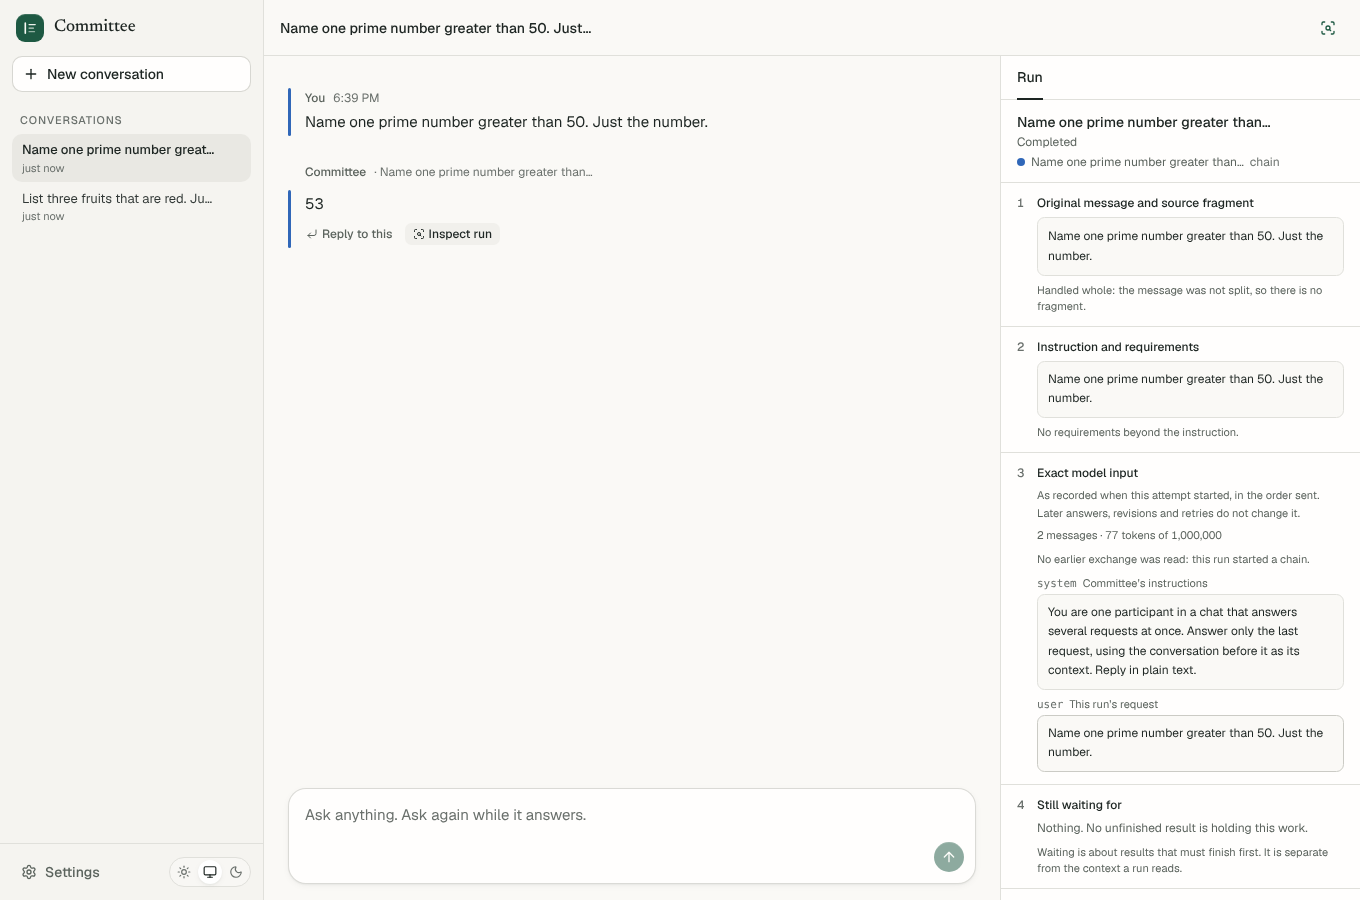 Committee
New conversation
CONVERSATIONS
Name one prime number great...
just now
List three fruits that are red. Ju...
just now
Settings
Name one prime number greater than 50. Just...
You 6:39 PM
Name one prime number greater than 50. Just the number.
Committee · Name one prime number greater than...
53
Reply to this Inspect run
Ask anything. Ask again while it answers.
Run
Name one prime number greater than...
Completed
Name one prime number greater than... chain
1 Original message and source fragment
Name one prime number greater than 50. Just the
number.
Handled whole: the message was not split, so there is no
fragment.
2 Instruction and requirements
Name one prime number greater than 50. Just the
number.
No requirements beyond the instruction.
3 Exact model input
As recorded when this attempt started, in the order sent.
Later answers, revisions and retries do not change it.
2 messages · 77 tokens of 1,000,000
No earlier exchange was read: this run started a chain.
system Committee's instructions
You are one participant in a chat that answers
several requests at once. Answer only the last
request, using the conversation before it as its
context. Reply in plain text.
user This run's request
Name one prime number greater than 50. Just the
number.
4 Still waiting for
Nothing. No unfinished result is holding this work.
Waiting is about results that must finish first. It is separate
from the context a run reads.